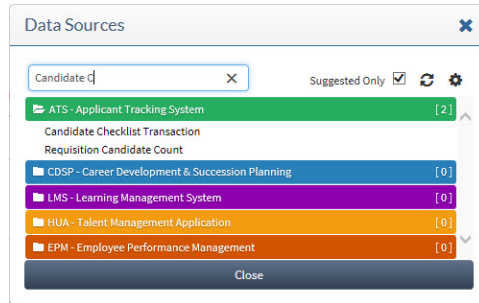 Data Sources
Candidate C
Suggested Only
ATS - Applicant Tracking System [2]
Candidate Checklist Transaction
Requisition Candidate Count
CDSP - Career Development & Succession Planning [0]
LMS - Learning Management System [0]
HUA - Talent Management Application [0]
EPM - Employee Performance Management [0]
Close